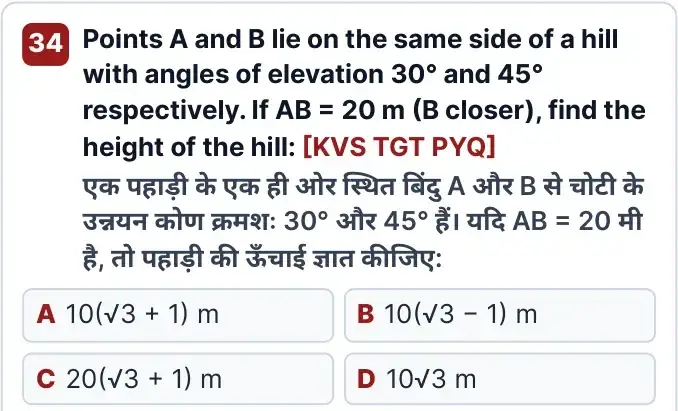 34 Points A and B lie on the same side of a hill
with angles of elevation 30° and 45°
respectively. If AB = 20 m (B closer), find the
height of the hill: [KVS TGT PYQ]
एक पहाड़ी के एक ही ओर स्थित बिंदु A और B से चोटी के
उन्नयन कोण क्रमशः 30° और 45° हैं। यदि AB = 20 मी
है, तो पहाड़ी की ऊँचाई ज्ञात कीजिए:
A 10(√3 + 1) m B 10(√3 − 1) m
C 20(√3 + 1) m D 10√3 m